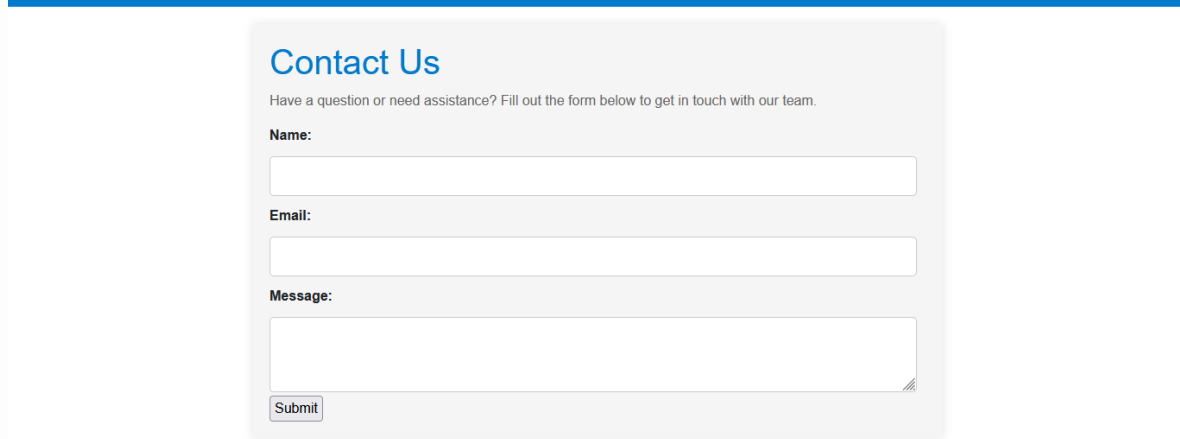 Contact Us
Have a question or need assistance? Fill out the form below to get in touch with our team.
Name:
Email:
Message:
Submit